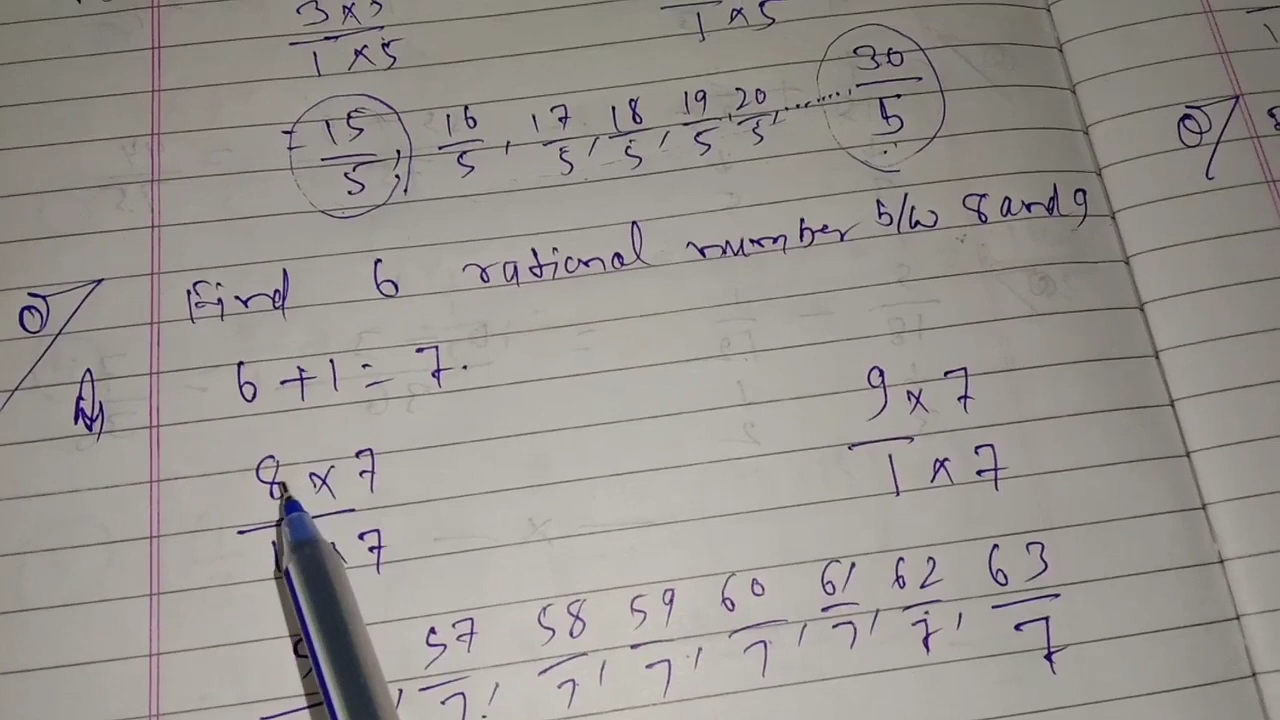 3 x 5 / 1 x 5    / 1 x 5
= 15/5, 16/5, 17/5, 18/5, 19/5, 20/5, ........ 30/5
Q/ Find 6 rational number b/w 8 and 9
6 + 1 = 7.
8 x 7 /    7    9 x 7 / 1 x 7
, 57/7, 58/7, 59/7, 60/7, 61/7, 62/7, 63/7
Q/